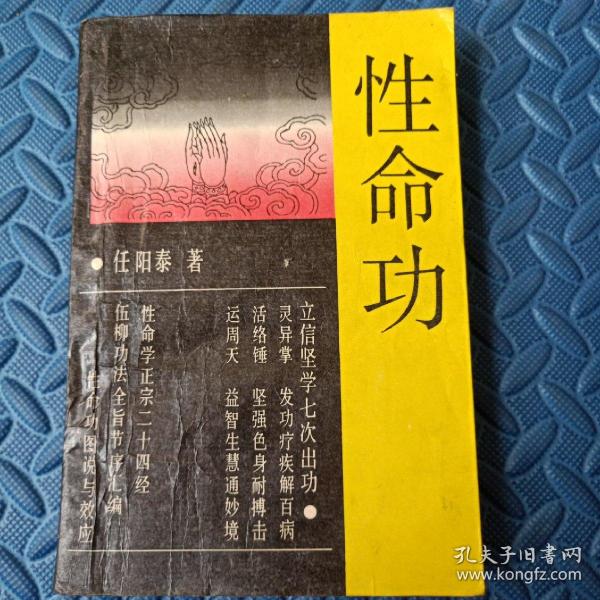 性命功
任阳泰 著
立信坚学七次出功
灵异掌 发功疗疾解百病
活络锤 坚强色身耐搏击
运周天 益智生慧通妙境
性命学正宗二十四经
伍柳功法全旨节序汇编
性命功图说与效应
孔夫子旧书网
www.kongfz.com